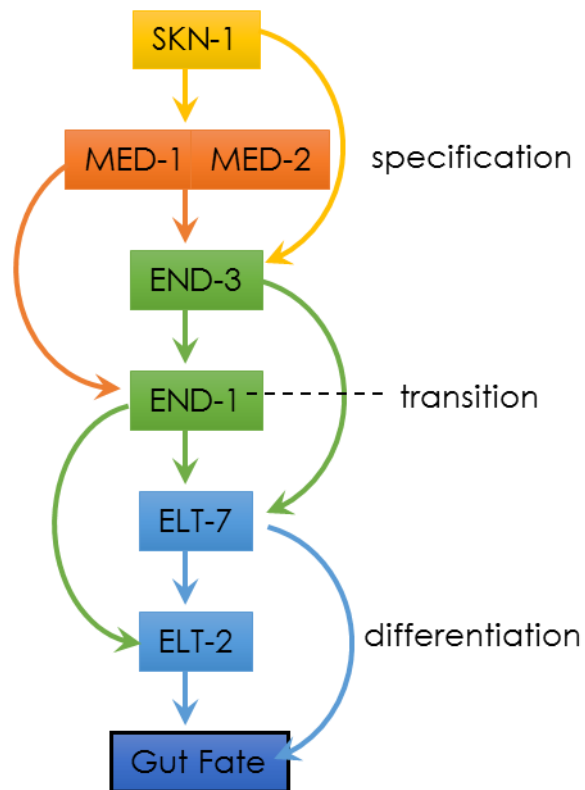 SKN-1
MED-1 MED-2
specification
END-3
END-1
transition
ELT-7
ELT-2
differentiation
Gut Fate